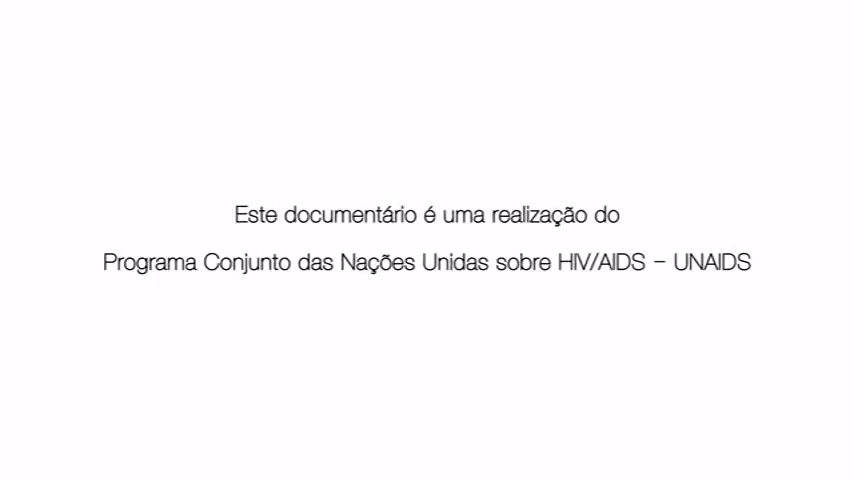 Este documentário é uma realização do
Programa Conjunto das Nações Unidas sobre HIV/AIDS - UNAIDS